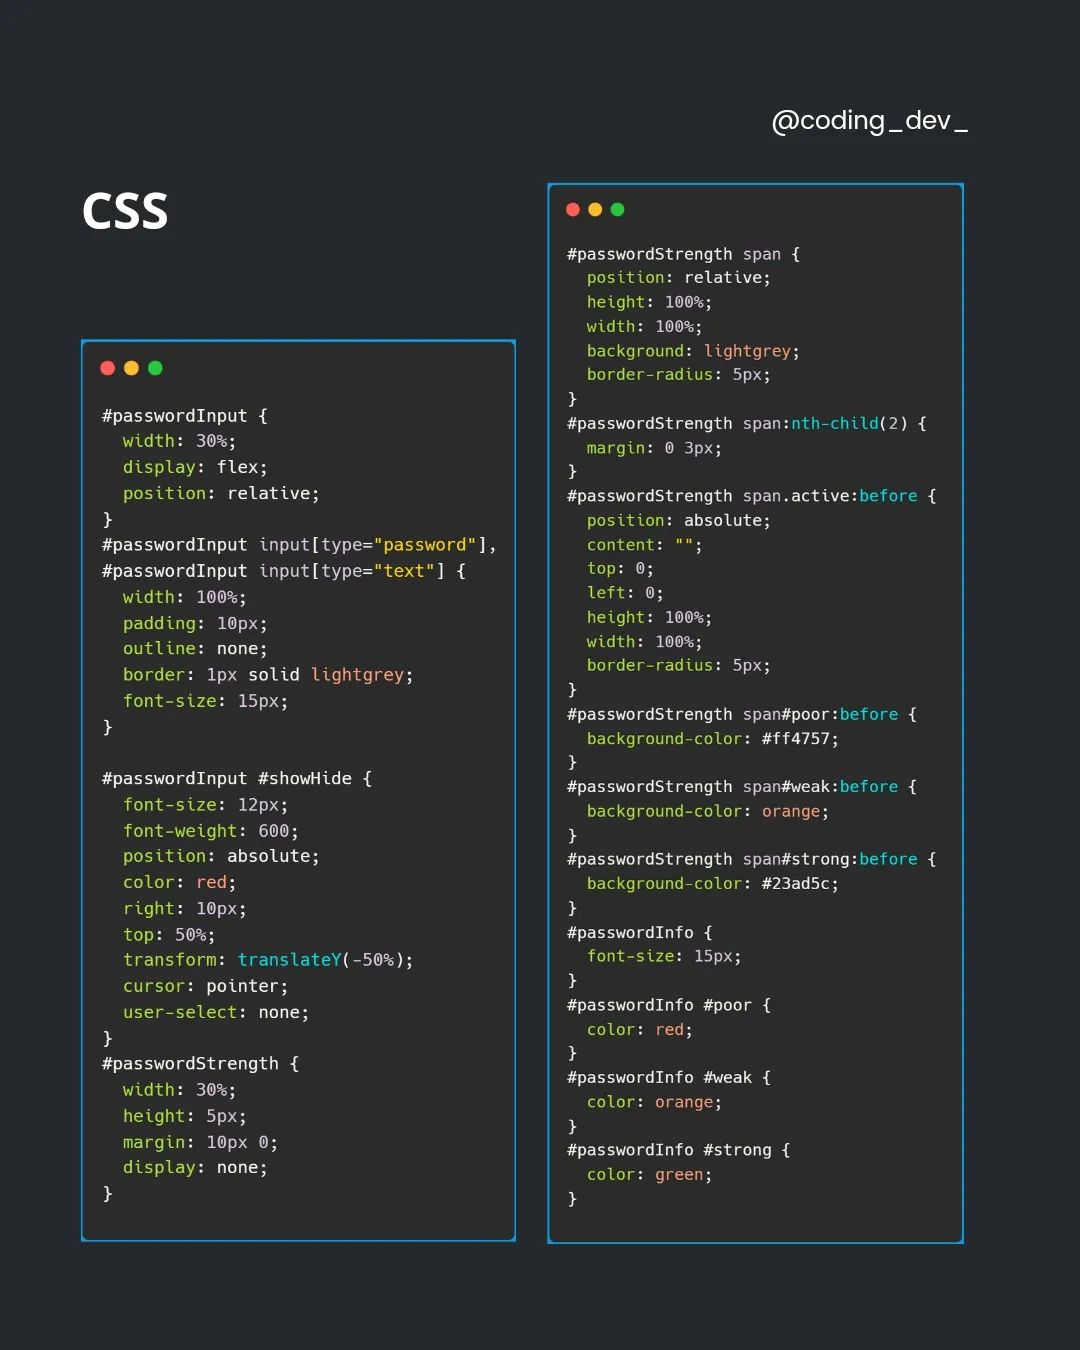 @coding_dev_
CSS
#passwordInput {
  width: 30%;
  display: flex;
  position: relative;
}
#passwordInput input[type="password"],
#passwordInput input[type="text"] {
  width: 100%;
  padding: 10px;
  outline: none;
  border: 1px solid lightgrey;
  font-size: 15px;
}

#passwordInput #showHide {
  font-size: 12px;
  font-weight: 600;
  position: absolute;
  color: red;
  right: 10px;
  top: 50%;
  transform: translateY(-50%);
  cursor: pointer;
  user-select: none;
}
#passwordStrength {
  width: 30%;
  height: 5px;
  margin: 10px 0;
  display: none;
}
#passwordStrength span {
  position: relative;
  height: 100%;
  width: 100%;
  background: lightgrey;
  border-radius: 5px;
}
#passwordStrength span:nth-child(2) {
  margin: 0 3px;
}
#passwordStrength span.active:before {
  position: absolute;
  content: "";
  top: 0;
  left: 0;
  height: 100%;
  width: 100%;
  border-radius: 5px;
}
#passwordStrength span#poor:before {
  background-color: #ff4757;
}
#passwordStrength span#weak:before {
  background-color: orange;
}
#passwordStrength span#strong:before {
  background-color: #23ad5c;
}
#passwordInfo {
  font-size: 15px;
}
#passwordInfo #poor {
  color: red;
}
#passwordInfo #weak {
  color: orange;
}
#passwordInfo #strong {
  color: green;
}